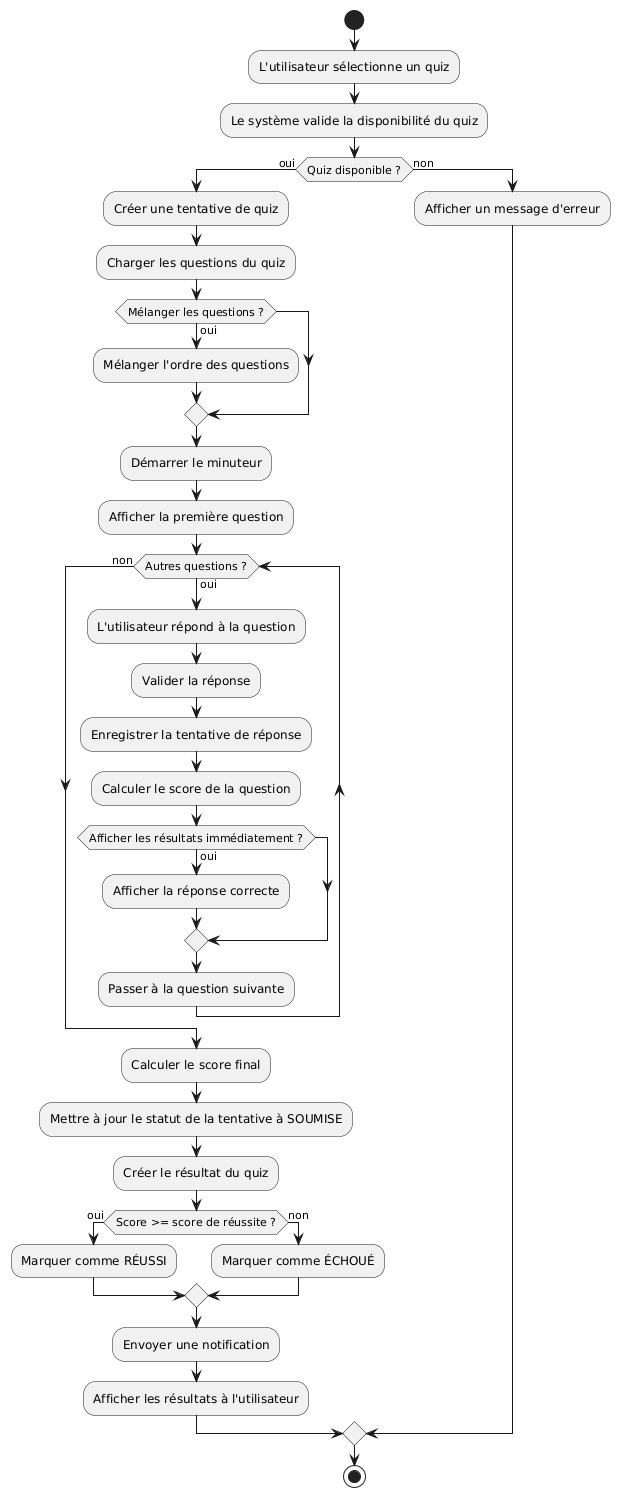 L'utilisateur sélectionne un quiz
Le système valide la disponibilité du quiz
oui
Quiz disponible ?
non
Créer une tentative de quiz
Afficher un message d'erreur
Charger les questions du quiz
Mélanger les questions ?
oui
Mélanger l'ordre des questions
Démarrer le minuteur
Afficher la première question
non
Autres questions ?
oui
L'utilisateur répond à la question
Valider la réponse
Enregistrer la tentative de réponse
Calculer le score de la question
Afficher les résultats immédiatement ?
oui
Afficher la réponse correcte
Passer à la question suivante
Calculer le score final
Mettre à jour le statut de la tentative à SOUMISE
Créer le résultat du quiz
oui
Score >= score de réussite ?
non
Marquer comme RÉUSSI
Marquer comme ÉCHOUÉ
Envoyer une notification
Afficher les résultats à l'utilisateur